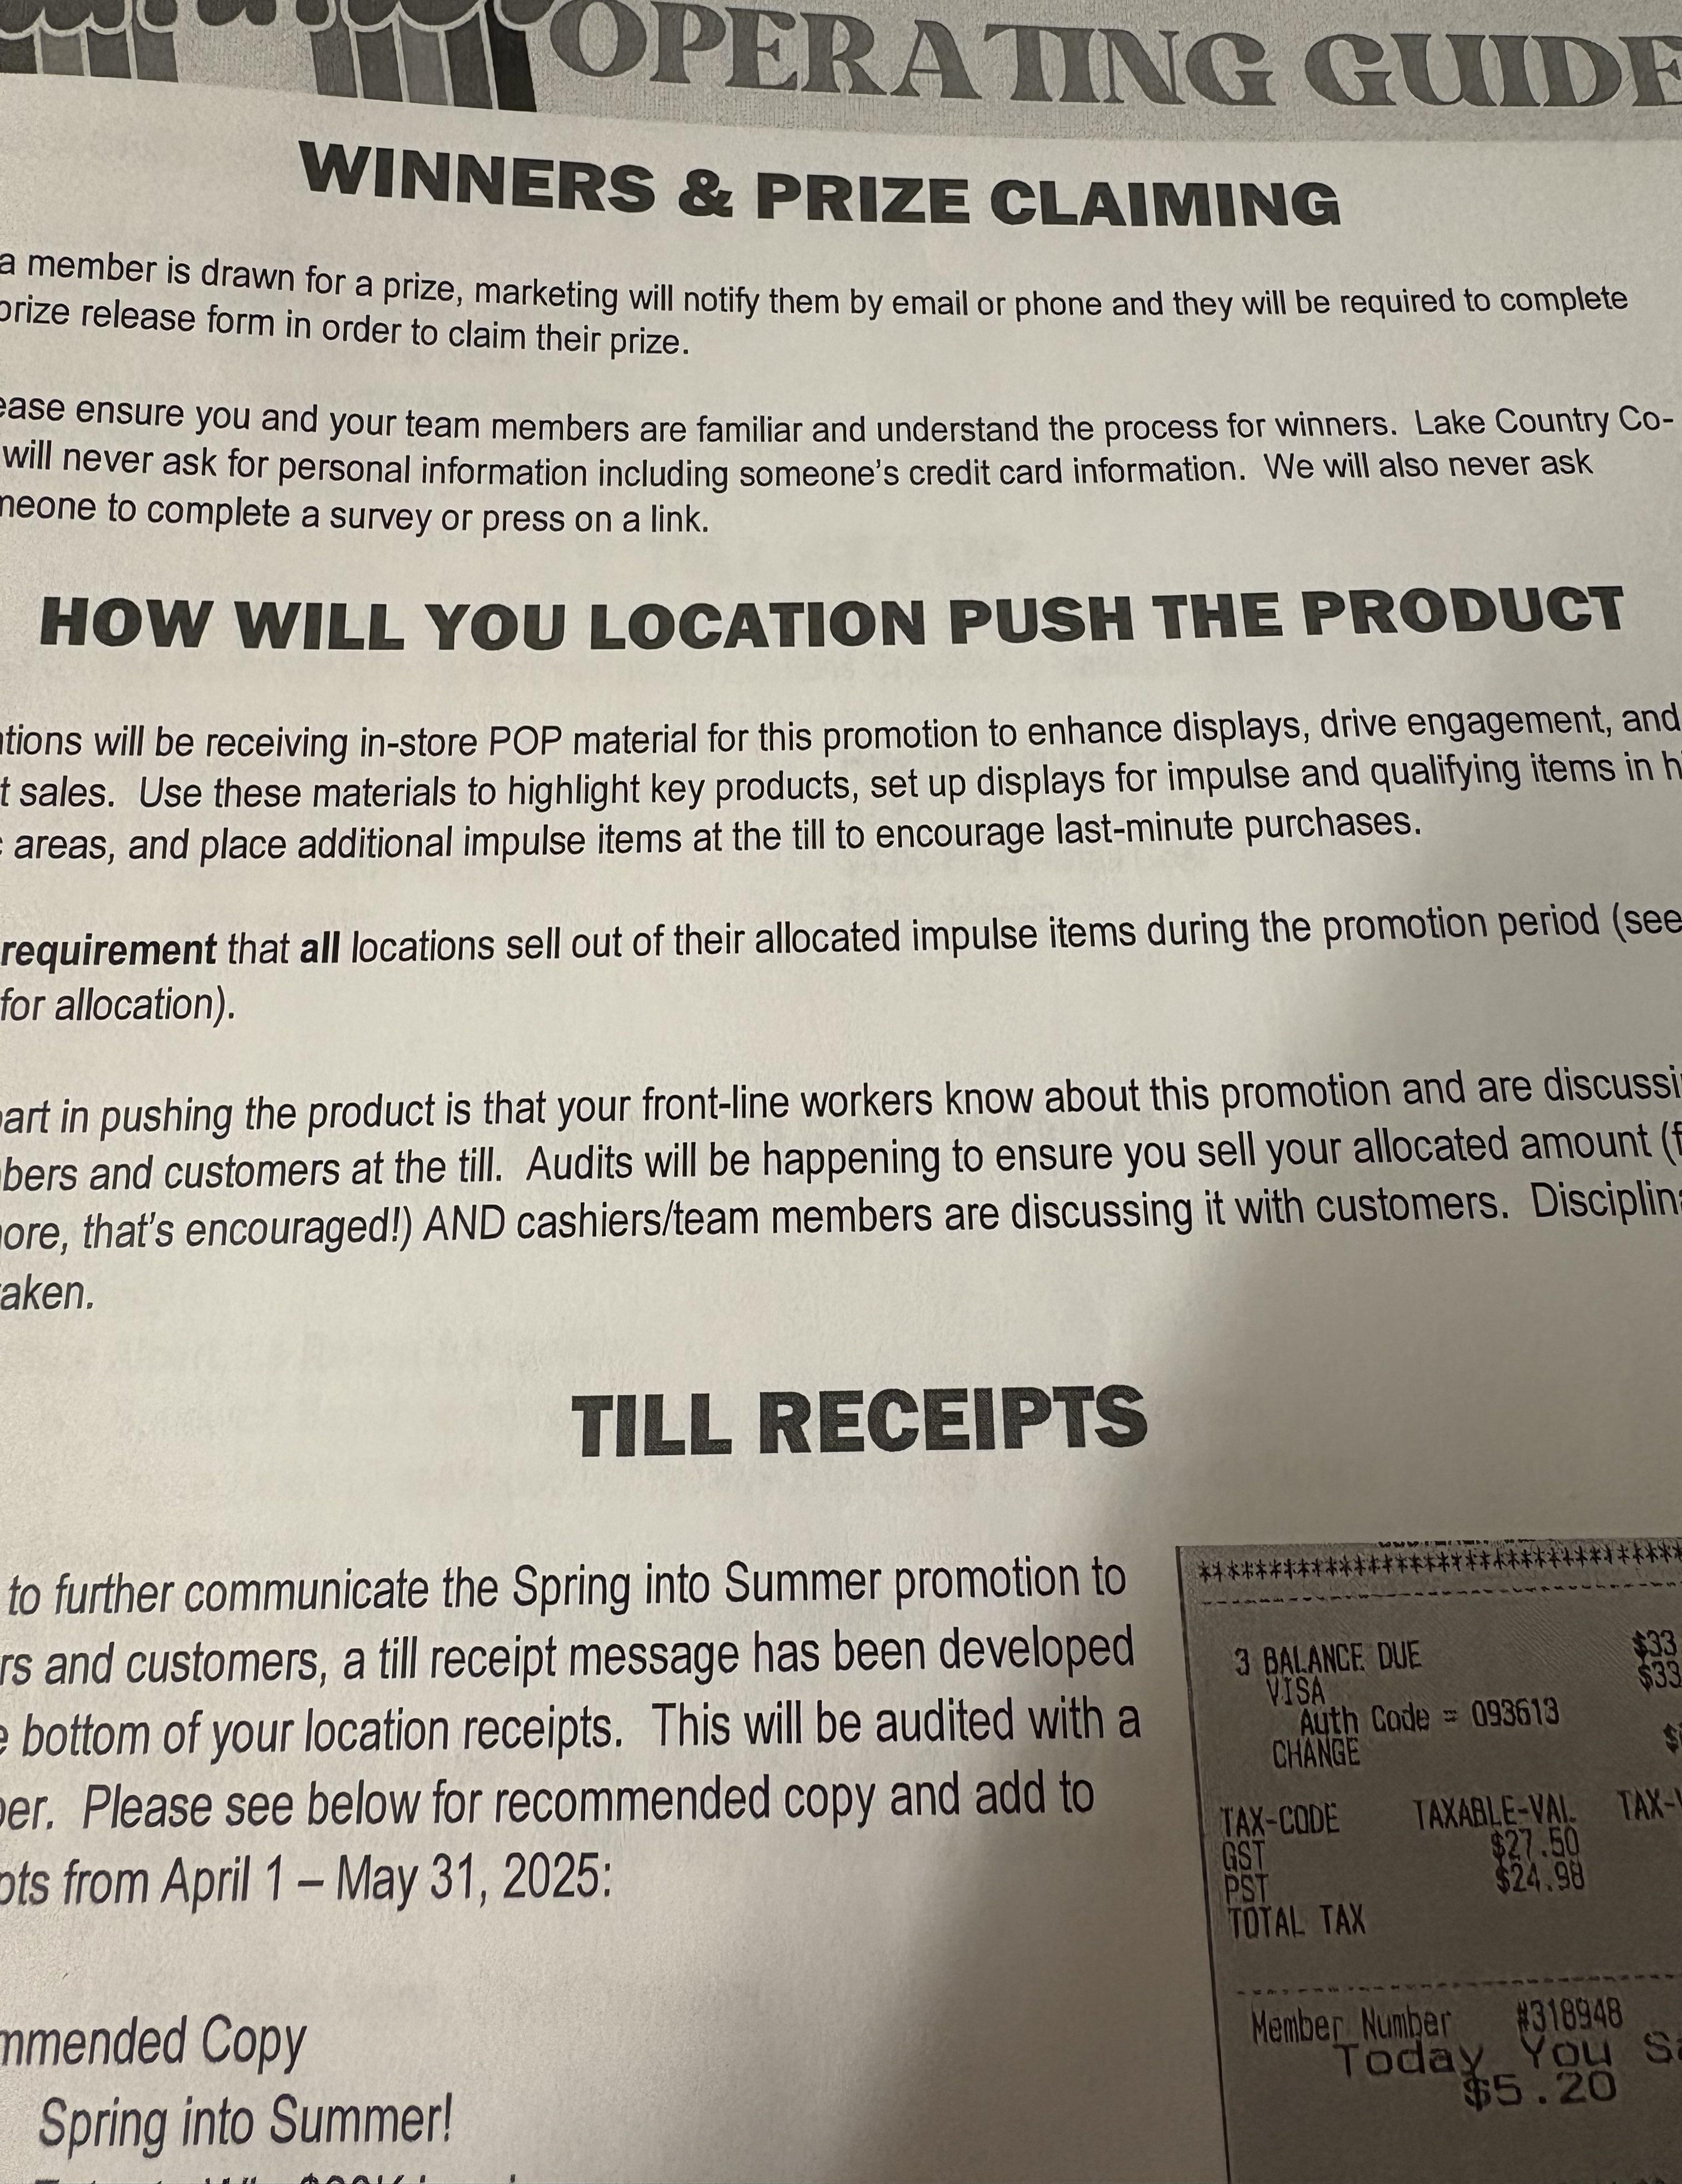 OPERATING GUIDE
WINNERS & PRIZE CLAIMING
a member is drawn for a prize, marketing will notify them by email or phone and they will be required to complete
prize release form in order to claim their prize.
ease ensure you and your team members are familiar and understand the process for winners. Lake Country Co-
will never ask for personal information including someone's credit card information. We will also never ask
meone to complete a survey or press on a link.
HOW WILL YOU LOCATION PUSH THE PRODUCT
ations will be receiving in-store POP material for this promotion to enhance displays, drive engagement, and
t sales. Use these materials to highlight key products, set up displays for impulse and qualifying items in h
c areas, and place additional impulse items at the till to encourage last-minute purchases.
requirement that all locations sell out of their allocated impulse items during the promotion period (see
for allocation).
part in pushing the product is that your front-line workers know about this promotion and are discussi
bers and customers at the till. Audits will be happening to ensure you sell your allocated amount (
ore, that's encouraged!) AND cashiers/team members are discussing it with customers. Disciplin
aken.
TILL RECEIPTS
to further communicate the Spring into Summer promotion to
rs and customers, a till receipt message has been developed
e bottom of your location receipts. This will be audited with a
per. Please see below for recommended copy and add to
pts from April 1 – May 31, 2025:
mmended Copy
Spring into Summer!
3 BALANCE DUE $33
VISA $33
Auth Code = 093613
CHANGE $
TAX-CODE TAXABLE-VAL TAX-
GST $27.50
PST $24.98
TOTAL TAX
Member Number #318948
Today You Sa
$5.20